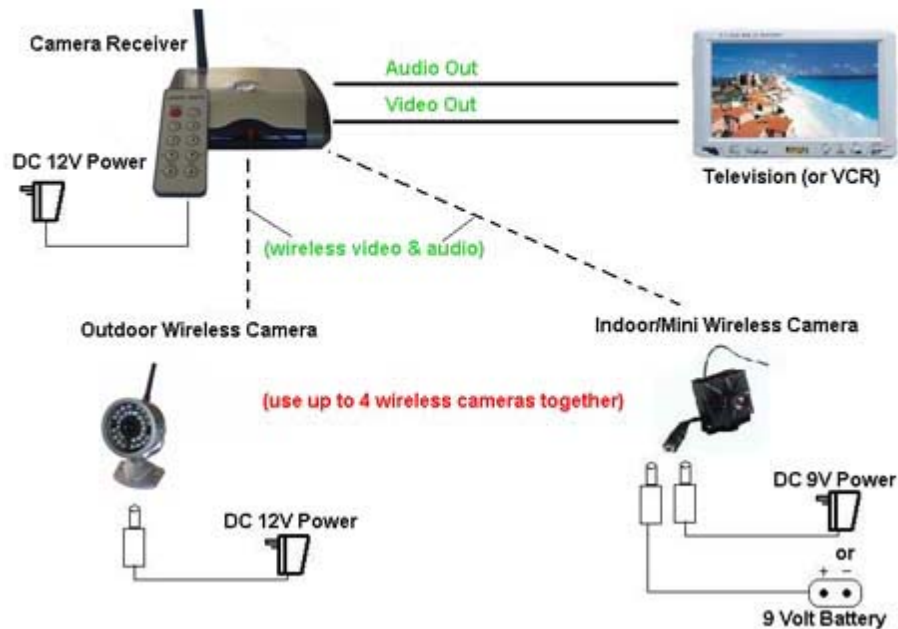 Camera Receiver
Audio Out
Video Out
DC 12V Power
Television (or VCR)
(wireless video & audio)
Outdoor Wireless Camera
Indoor/Mini Wireless Camera
(use up to 4 wireless cameras together)
DC 9V Power
DC 12V Power
or
+ −
9 Volt Battery